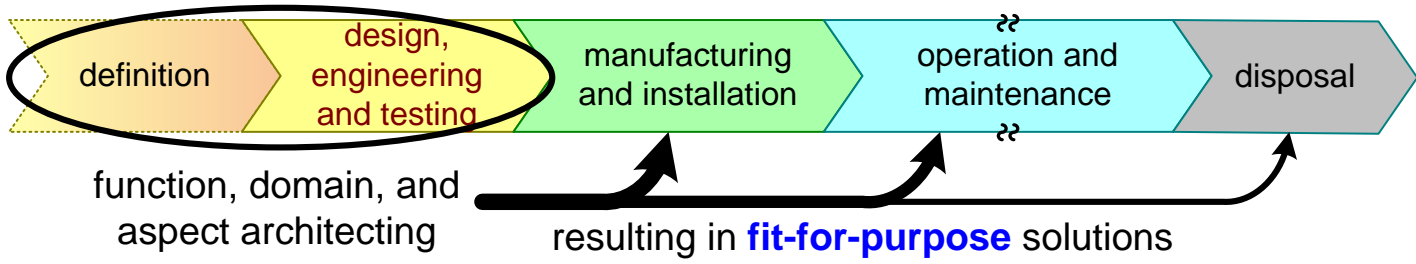 definition
design,
engineering
and testing
manufacturing
and installation
operation and
maintenance
disposal
function, domain, and
aspect architecting
resulting in fit-for-purpose solutions